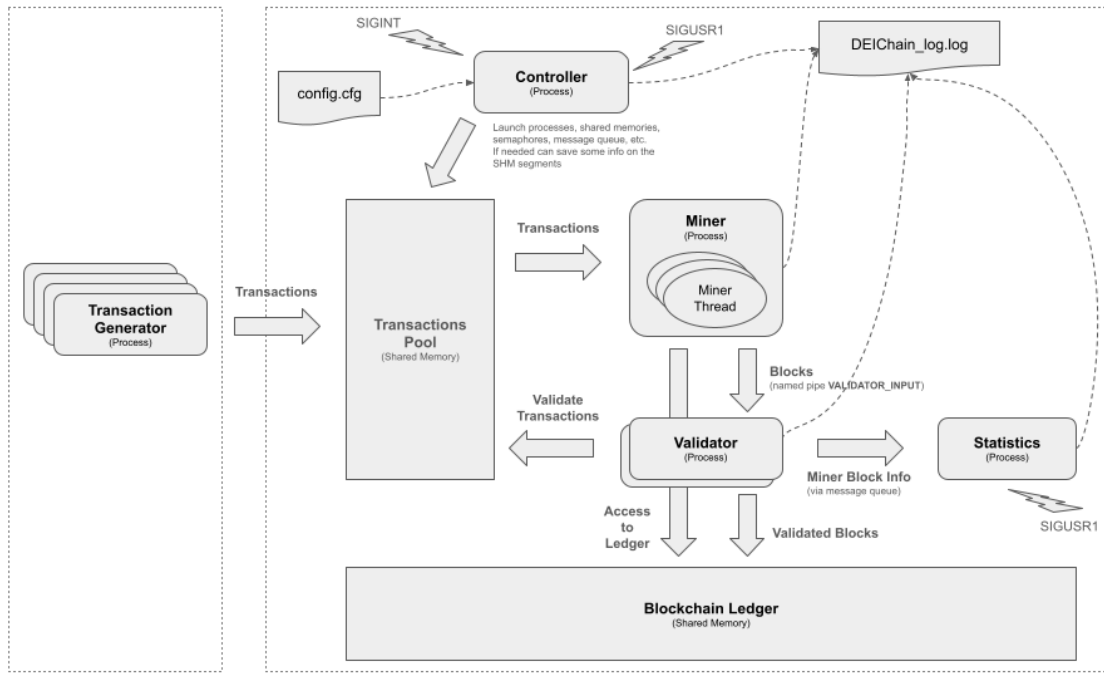 SIGINT
SIGUSR1
DEIChain_log.log
Controller
(Process)
config.cfg
Launch processes, shared memories,
semaphores, message queue, etc.
If needed can save some info on the
SHM segments
Transactions
Miner
(Process)
Miner
Thread
Transactions
Transaction
Generator
(Process)
Transactions
Pool
(Shared Memory)
Blocks
(named pipe VALIDATOR_INPUT)
Validate
Transactions
Validator
(Process)
Statistics
(Process)
Miner Block Info
(via message queue)
SIGUSR1
Access
to
Ledger
Validated Blocks
Blockchain Ledger
(Shared Memory)